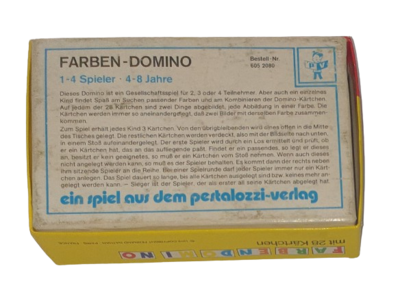 FARBEN-DOMINO
1-4 Spieler · 4-8 Jahre
Bestell-Nr.
Dieses Domino ist ein Gesellschaftsspiel für 2, 3 oder 4 Teilnehmer. Aber auch ein einzelnes
Kind findet Spaß am Suchen passender Farben und am Kombinieren der Domino-Kärtchen.
Auf jedem der 28 Kärtchen sind zwei Dinge abgebildet, jede Abbildung in einer Farbe. Die
Kärtchen werden immer so aneinandergelegt, daß zwei Bilder mit derselben Farbe zusammen-
kommen.
Zum Spiel erhält jedes Kind 3 Kärtchen. Von den übrigbleibenden wird eines offen in die Mitte
des Tisches gelegt. Die restlichen Kärtchen werden verdeckt, also mit der Bildseite nach unten,
in einem Stoß aufeinandergelegt. Der erste Spieler wird durch ein Los ermittelt und prüft, ob
er ein Kärtchen hat, das an das aufliegende paßt. Findet er ein passendes, so legt er dieses
an, besitzt er kein geeignetes, so muß er ein Kärtchen vom Stoß nehmen. Wenn auch dieses
nicht angelegt werden kann, so muß es der Spieler behalten. Es kommt dann der rechts neben
ihm sitzende Spieler an die Reihe. Bei einer Spielrunde darf jeder Spieler immer nur ein Kärt-
chen anlegen. Das Spiel dauert so lange, bis alle Kärtchen ausgelegt sind bzw. keines mehr an-
gelegt werden kann. – Sieger ist der Spieler, der als erster all seine Kärtchen abgelegt hat.
ein spiel aus dem pestalozzi-verlag
mit 28 Kärtchen
FARBENDOMINO